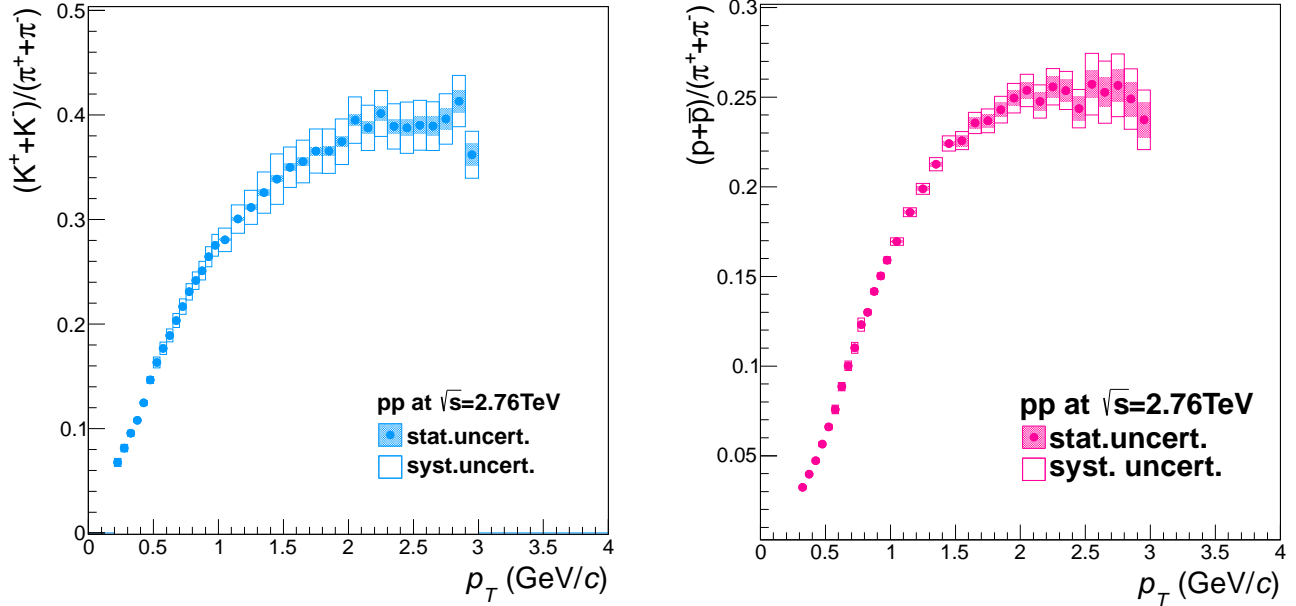 (K⁺+K⁻)/(π⁺+π⁻)
0.5
0.4
0.3
0.2
0.1
0
0 0.5 1 1.5 2 2.5 3 3.5 4
p_T (GeV/c)
pp at √s=2.76TeV
stat.uncert.
syst.uncert.
(p+p̅)/(π⁺+π⁻)
0.3
0.25
0.2
0.15
0.1
0.05
0 0.5 1 1.5 2 2.5 3 3.5 4
p_T (GeV/c)
pp at √s=2.76TeV
stat.uncert.
syst. uncert.